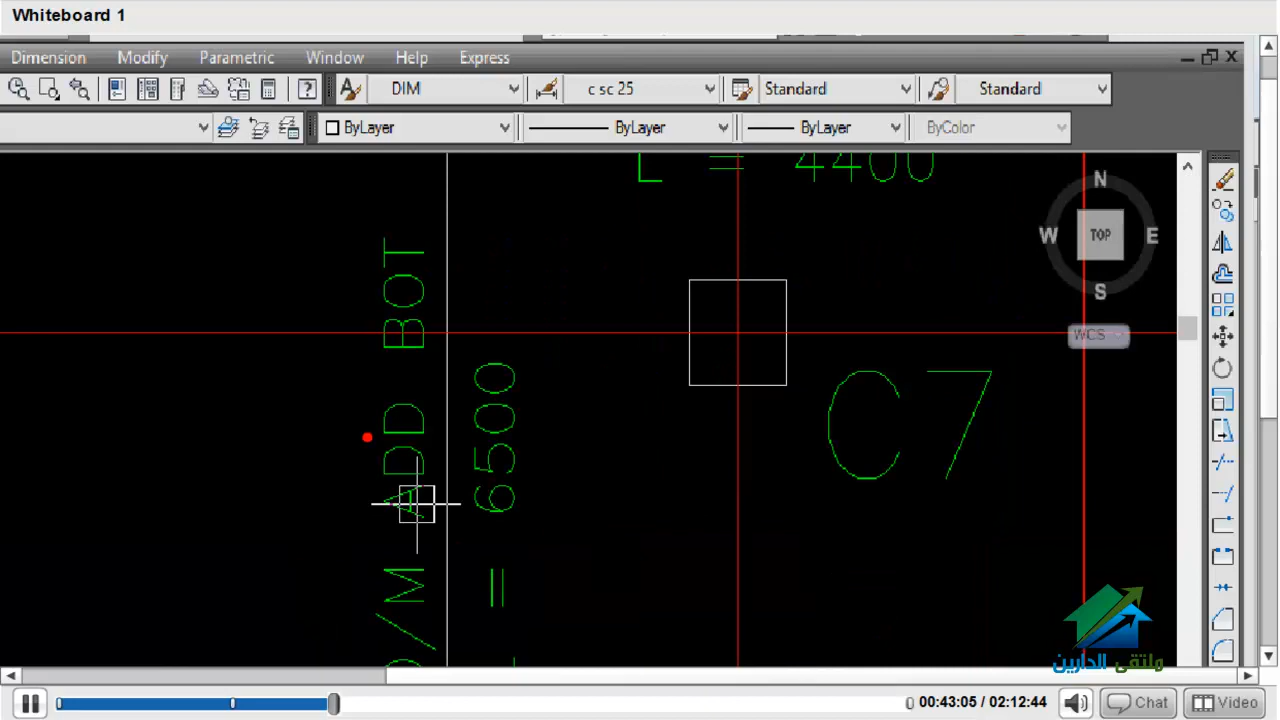 Whiteboard 1
Dimension Modify Parametric Window Help Express
DIM c sc 25 Standard Standard
ByLayer ByLayer ByLayer ByColor
L = 4400
N
W TOP E
S
WCS
/M ADD BOT
= 6500
C7
ملتقى الدارين
00:43:05 / 02:12:44 Chat Video